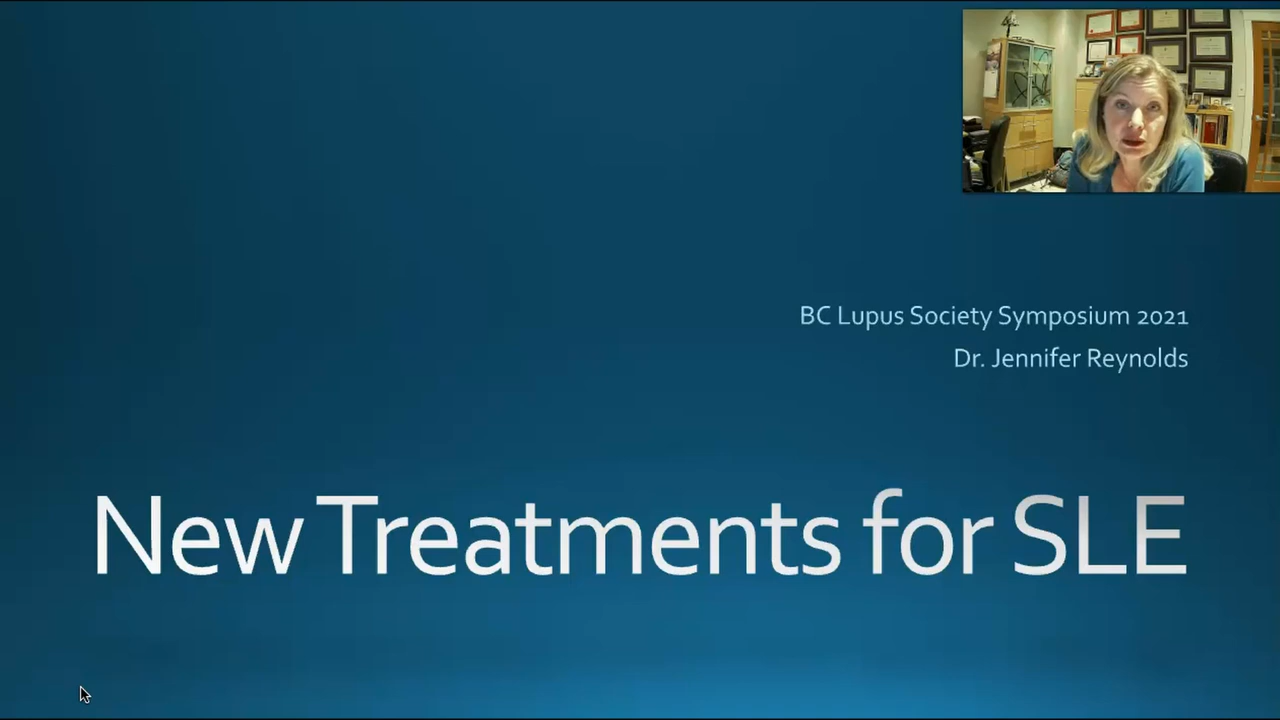 BC Lupus Society Symposium 2021
Dr. Jennifer Reynolds
New Treatments for SLE